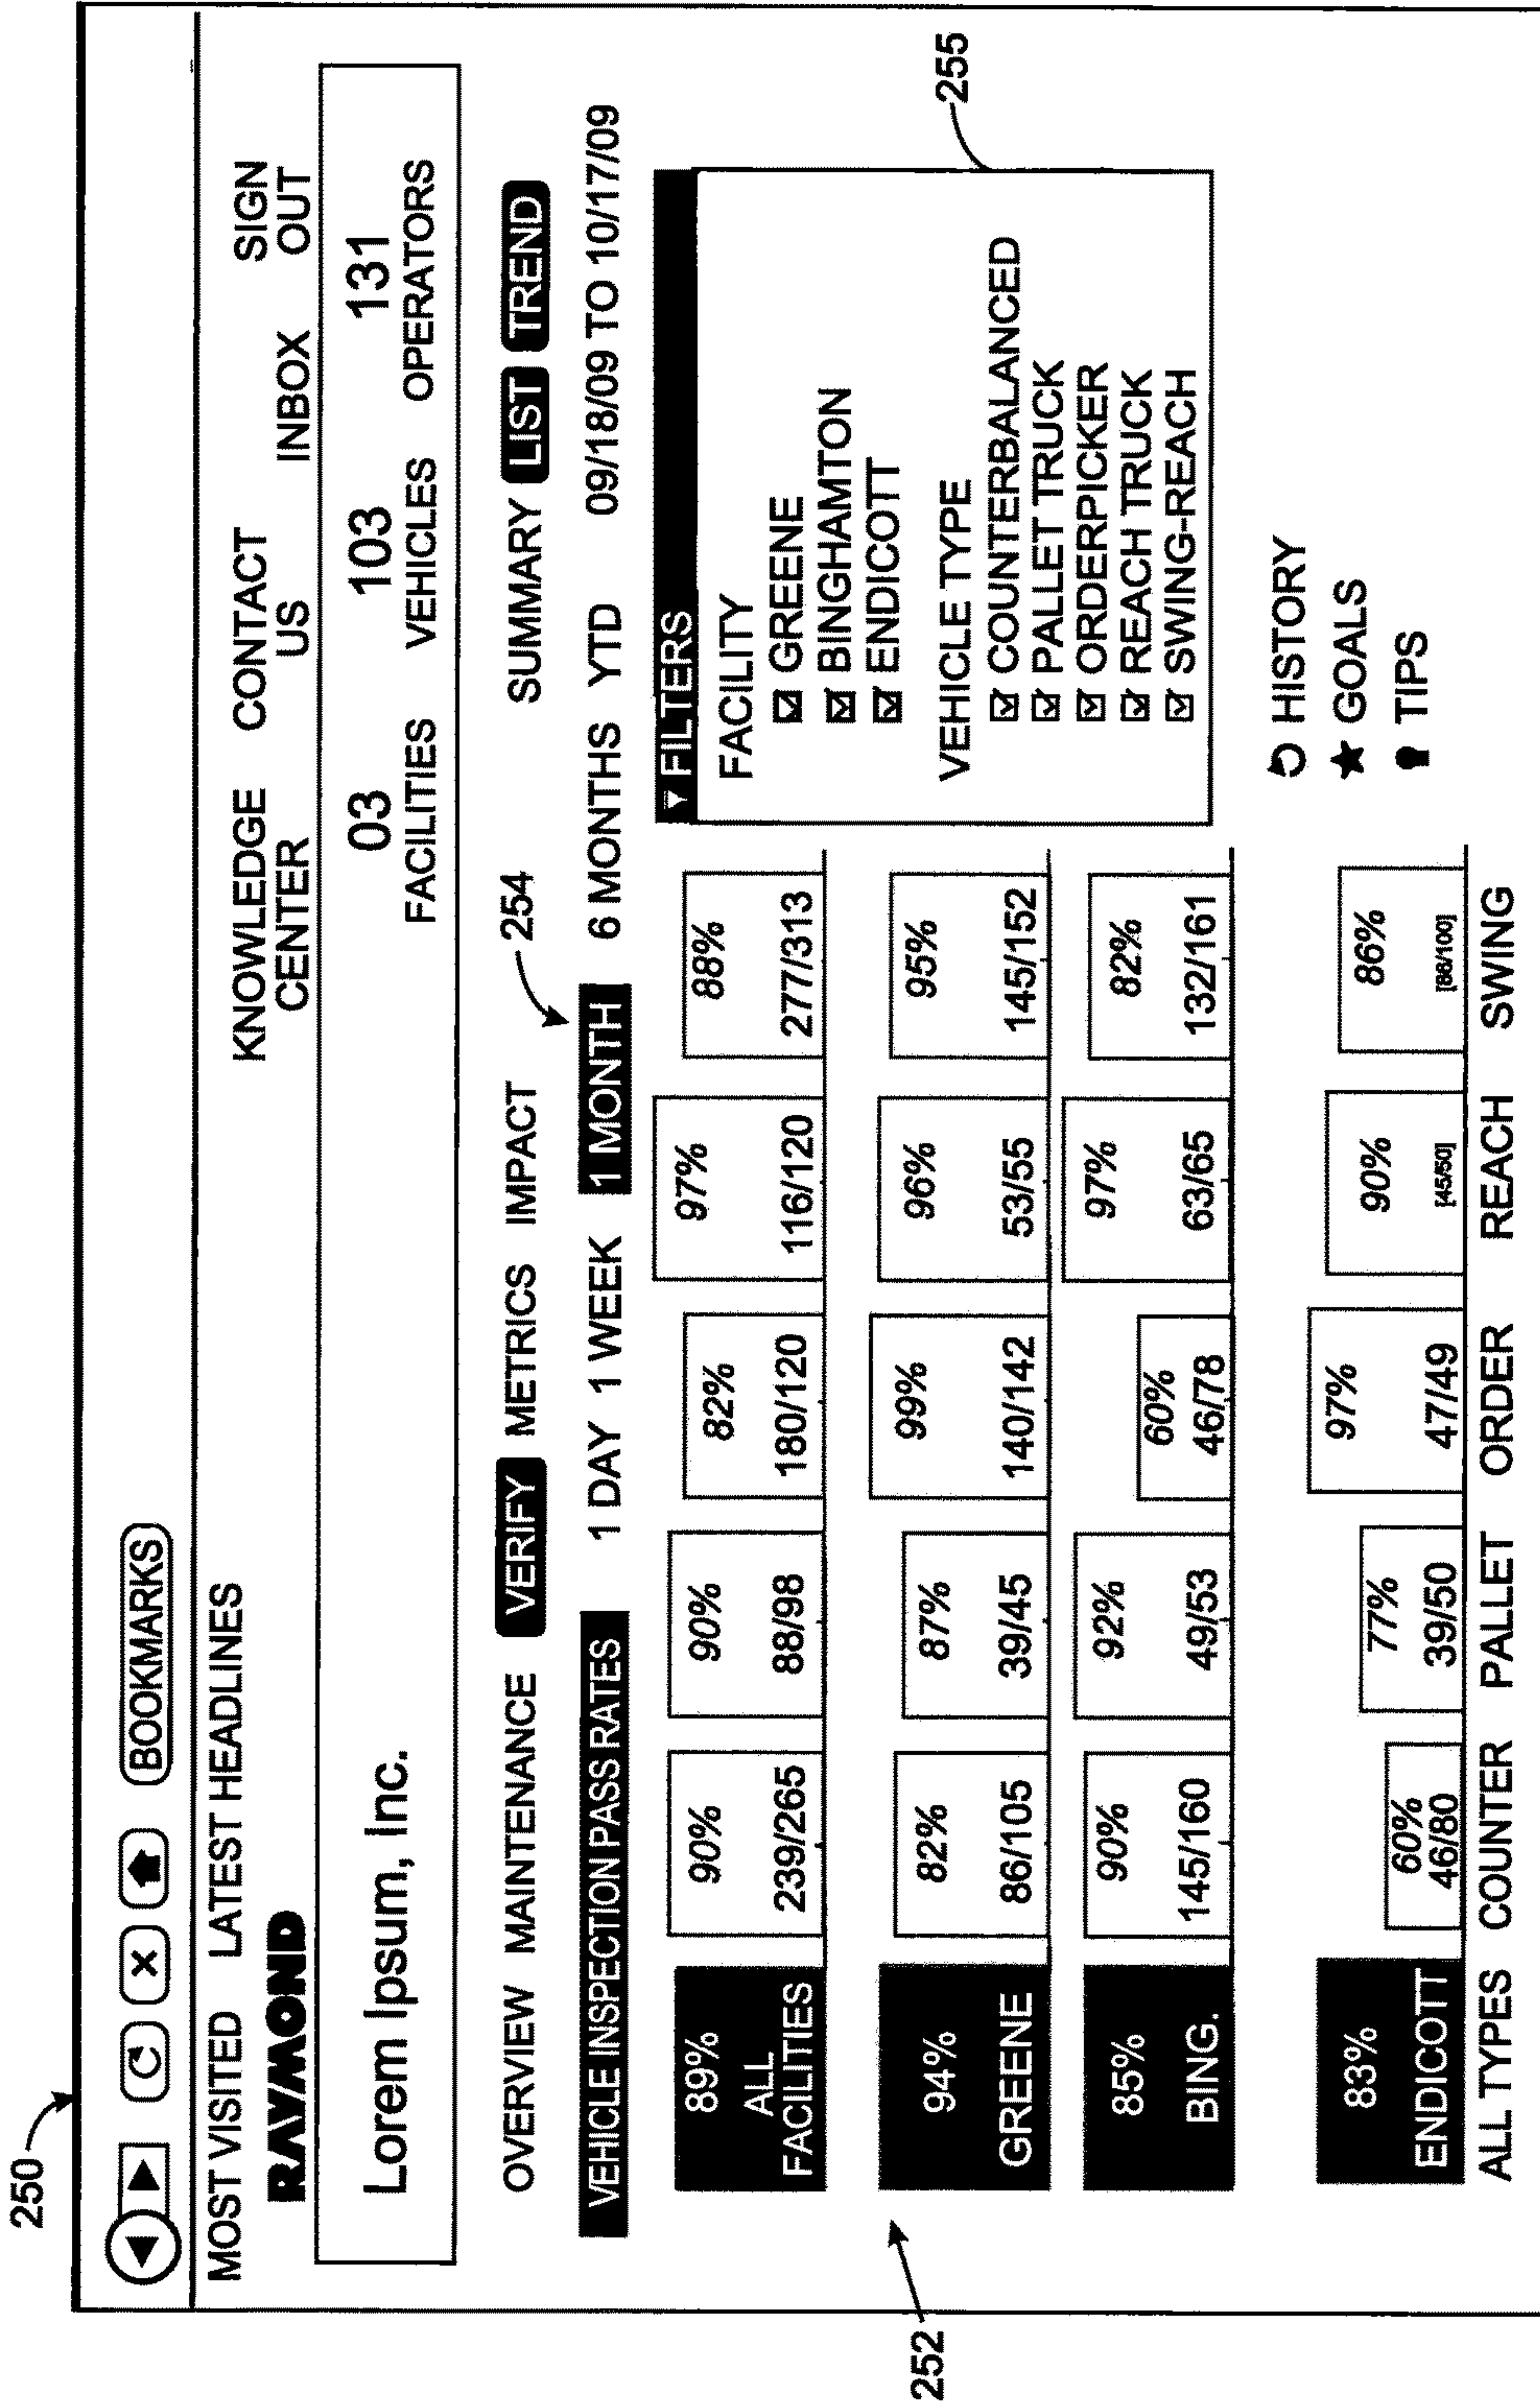 250
BOOKMARKS
MOST VISITED LATEST HEADLINES
RAYMOND
KNOWLEDGE CENTER CONTACT US INBOX SIGN OUT
Lorem Ipsum, Inc.
03 103 131
FACILITIES VEHICLES OPERATORS
OVERVIEW MAINTENANCE VERIFY METRICS IMPACT SUMMARY LIST TREND
254
VEHICLE INSPECTION PASS RATES 1 DAY 1 WEEK 1 MONTH 6 MONTHS YTD 09/18/09 TO 10/17/09
252
89% 90% 90% 82% 97% 88%
ALL FACILITIES 239/265 88/98 180/120 116/120 277/313
94% 82% 87% 99% 96% 95%
GREENE 86/105 39/45 140/142 53/55 145/152
85% 90% 92% 60% 97% 82%
BING. 145/160 49/53 46/78 63/65 132/161
83% 60% 77% 97% 90% 86%
ENDICOTT 46/80 39/50 47/49 [45/50] [86/100]
ALL TYPES COUNTER PALLET ORDER REACH SWING
FILTERS
FACILITY
GREENE
BINGHAMTON
ENDICOTT
VEHICLE TYPE
COUNTERBALANCED
PALLET TRUCK
ORDERPICKER
REACH TRUCK
SWING-REACH
255
HISTORY
GOALS
TIPS